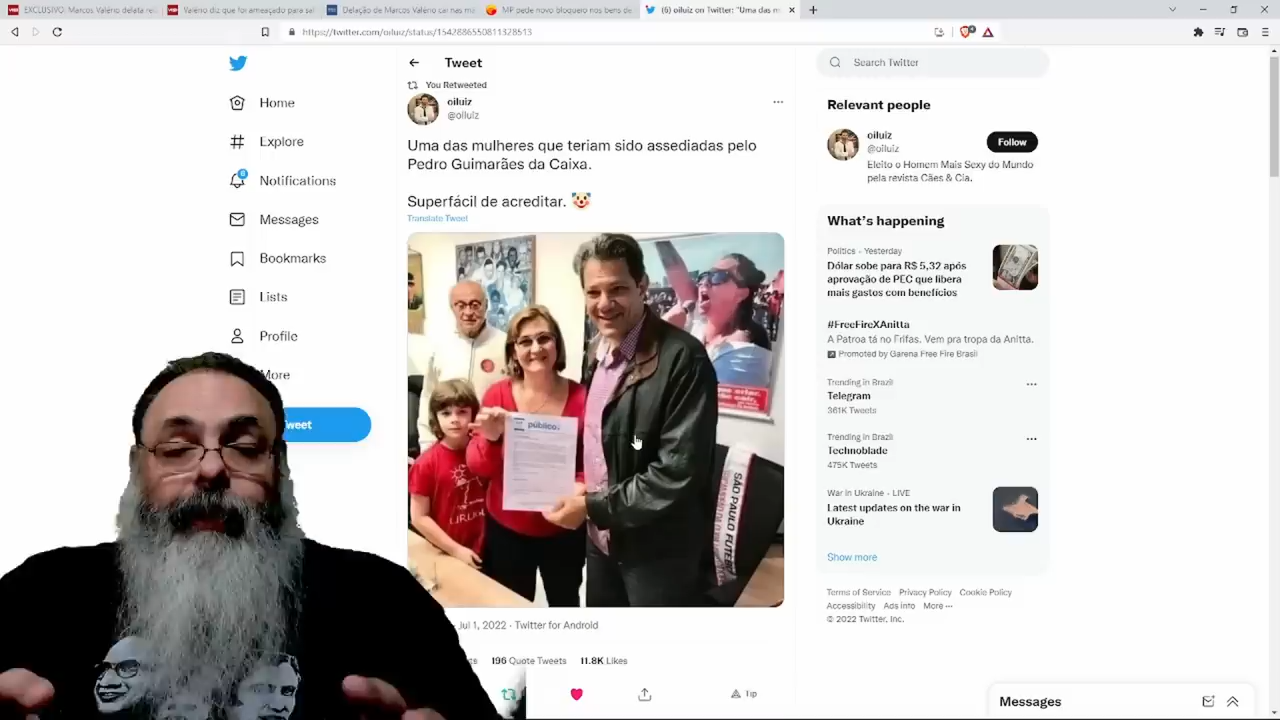 EXCLUSIVO: Marcos Valério delata rel
Valério diz que foi ameaçado para sal
Delação de Marcos Valério cai nas mã
MP pede novo bloqueio nos bens de
(6) oiluiz on Twitter: "Uma das m
https://twitter.com/oiluiz/status/1542886550811328513
Tweet
You Retweeted
oiluiz
@oiluiz
Uma das mulheres que teriam sido assediadas pelo
Pedro Guimarães da Caixa.
Superfácil de acreditar. 🤡
Translate Tweet
público.
SÃO PAULO FUTEB
Jul 1, 2022 · Twitter for Android
196 Quote Tweets 11.8K Likes
Tip
Home
Explore
6
Notifications
Messages
Bookmarks
Lists
Profile
More
weet
Search Twitter
Relevant people
oiluiz
@oiluiz
Follow
Eleito o Homem Mais Sexy do Mundo
pela revista Cães & Cia.
What's happening
Politics · Yesterday
Dólar sobe para R$ 5,32 após
aprovação de PEC que libera
mais gastos com benefícios
#FreeFireXAnitta
A Patroa tá no Frifas. Vem pra tropa da Anitta.
Promoted by Garena Free Fire Brasil
Trending in Brazil
Telegram
361K Tweets
Trending in Brazil
Technoblade
475K Tweets
War in Ukraine · LIVE
Latest updates on the war in
Ukraine
Show more
Terms of Service Privacy Policy Cookie Policy
Accessibility Ads info More ···
© 2022 Twitter, Inc.
Messages